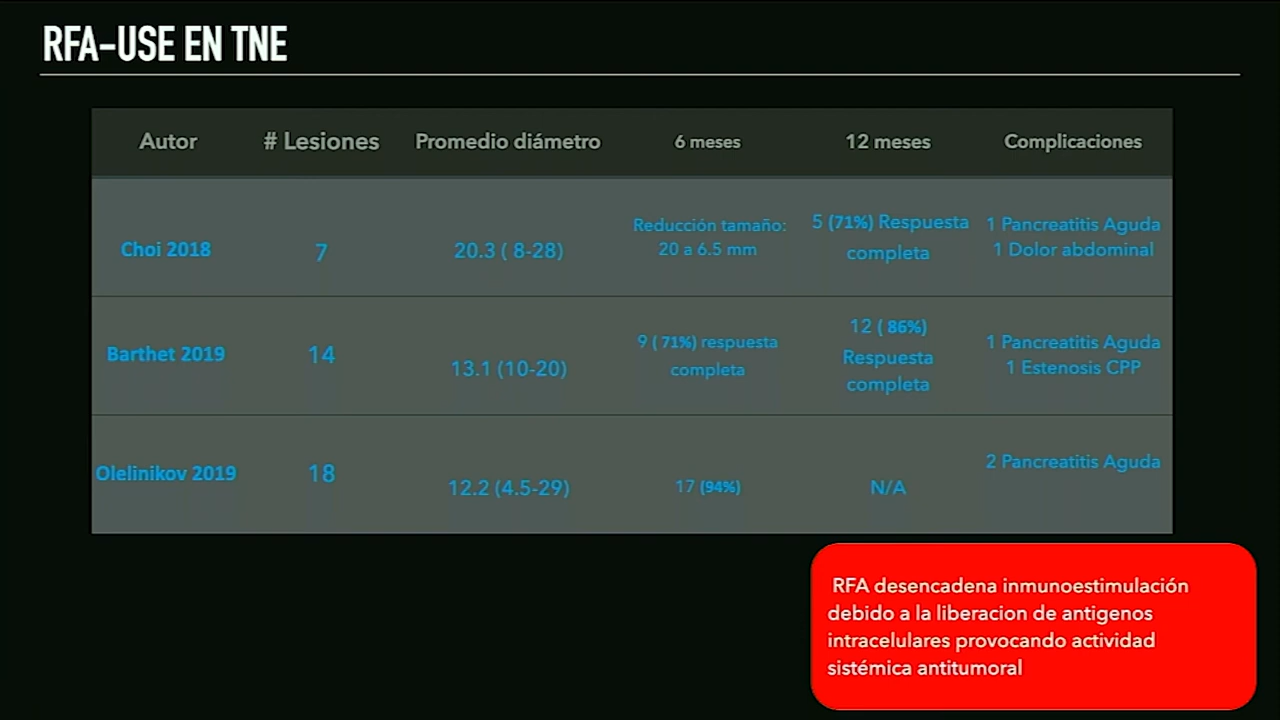 RFA-USE EN TNE
Autor # Lesiones Promedio diámetro 6 meses 12 meses Complicaciones
Choi 2018
7
20.3 ( 8-28)
Reducción tamaño:
20 a 6.5 mm
5 (71%) Respuesta
completa
1 Pancreatitis Aguda
1 Dolor abdominal
Barthet 2019
14
13.1 (10-20)
9 ( 71%) respuesta
completa
12 ( 86%)
Respuesta
completa
1 Pancreatitis Aguda
1 Estenosis CPP
Olelinikov 2019
18
12.2 (4.5-29)
17 (94%)
N/A
2 Pancreatitis Aguda
RFA desencadena inmunoestimulación
debido a la liberacion de antigenos
intracelulares provocando actividad
sistémica antitumoral